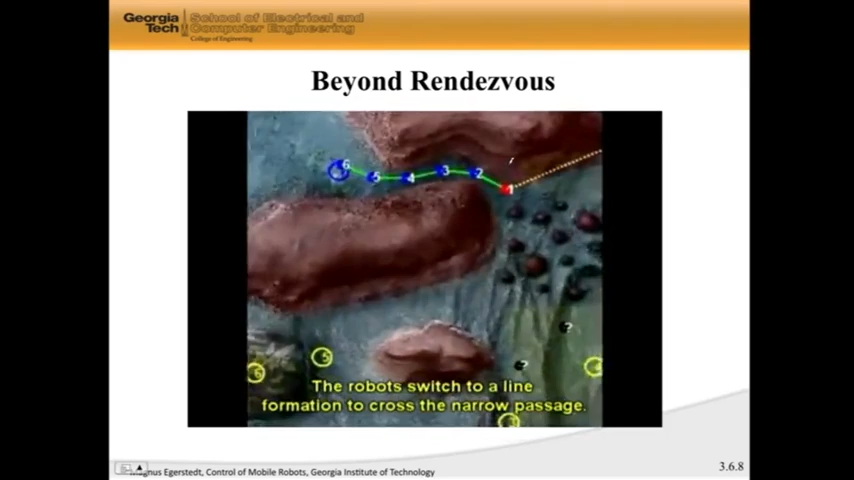 Georgia Tech
School of Electrical and
Computer Engineering
College of Engineering
Beyond Rendezvous
6
5
4
3
2
1
?
?
6
5
The robots switch to a line
formation to cross the narrow passage.
Magnus Egerstedt, Control of Mobile Robots, Georgia Institute of Technology
3.6.8